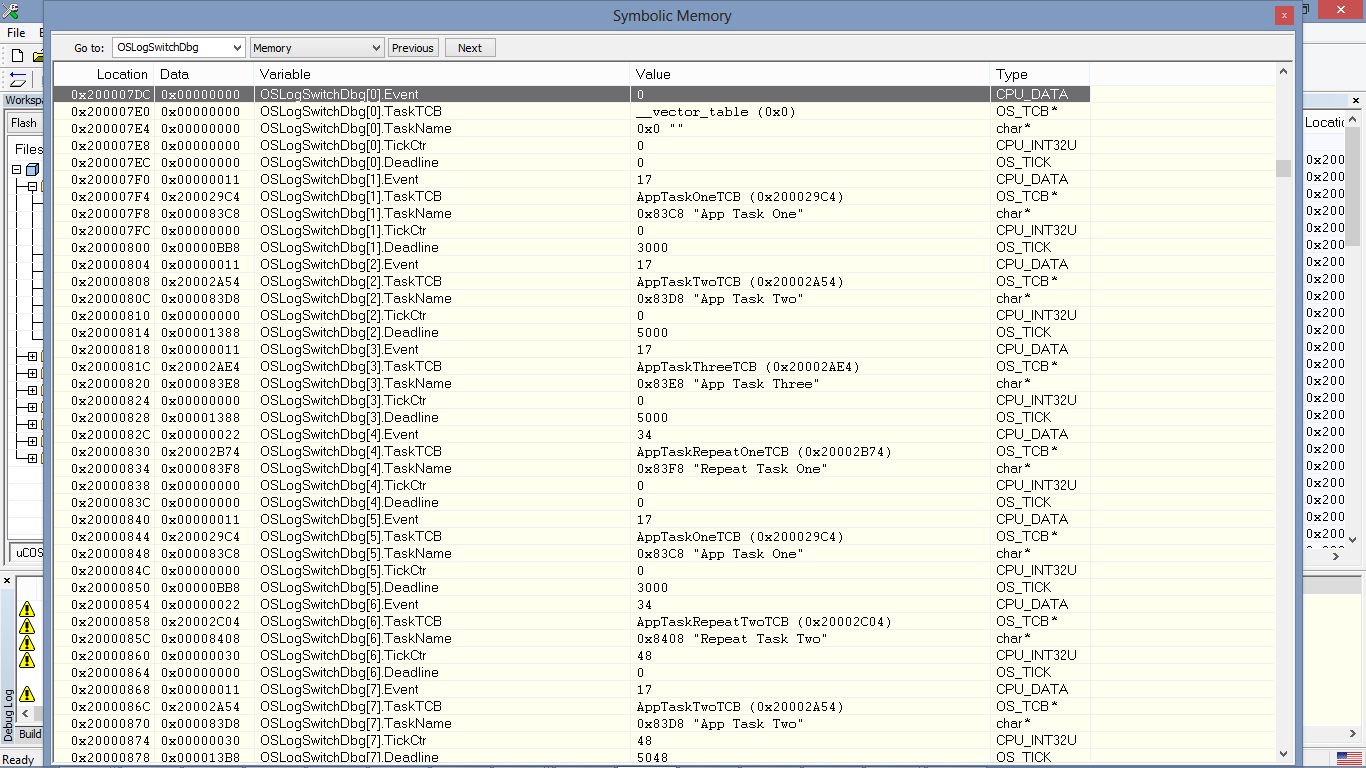 Symbolic Memory
File
Go to: OSLogSwitchDbg Memory Previous Next
Location Data Variable Value Type
0x200007DC 0x00000000 OSLogSwitchDbg[0].Event 0 CPU_DATA
0x200007E0 0x00000000 OSLogSwitchDbg[0].TaskTCB __vector_table (0x0) OS_TCB*
0x200007E4 0x00000000 OSLogSwitchDbg[0].TaskName 0x0 "" char*
0x200007E8 0x00000000 OSLogSwitchDbg[0].TickCtr 0 CPU_INT32U
0x200007EC 0x00000000 OSLogSwitchDbg[0].Deadline 0 OS_TICK
0x200007F0 0x00000011 OSLogSwitchDbg[1].Event 17 CPU_DATA
0x200007F4 0x200029C4 OSLogSwitchDbg[1].TaskTCB AppTaskOneTCB (0x200029C4) OS_TCB*
0x200007F8 0x000083C8 OSLogSwitchDbg[1].TaskName 0x83C8 "App Task One" char*
0x200007FC 0x00000000 OSLogSwitchDbg[1].TickCtr 0 CPU_INT32U
0x20000800 0x00000BB8 OSLogSwitchDbg[1].Deadline 3000 OS_TICK
0x20000804 0x00000011 OSLogSwitchDbg[2].Event 17 CPU_DATA
0x20000808 0x20002A54 OSLogSwitchDbg[2].TaskTCB AppTaskTwoTCB (0x20002A54) OS_TCB*
0x2000080C 0x000083D8 OSLogSwitchDbg[2].TaskName 0x83D8 "App Task Two" char*
0x20000810 0x00000000 OSLogSwitchDbg[2].TickCtr 0 CPU_INT32U
0x20000814 0x00001388 OSLogSwitchDbg[2].Deadline 5000 OS_TICK
0x20000818 0x00000011 OSLogSwitchDbg[3].Event 17 CPU_DATA
0x2000081C 0x20002AE4 OSLogSwitchDbg[3].TaskTCB AppTaskThreeTCB (0x20002AE4) OS_TCB*
0x20000820 0x000083E8 OSLogSwitchDbg[3].TaskName 0x83E8 "App Task Three" char*
0x20000824 0x00000000 OSLogSwitchDbg[3].TickCtr 0 CPU_INT32U
0x20000828 0x00001388 OSLogSwitchDbg[3].Deadline 5000 OS_TICK
0x2000082C 0x00000022 OSLogSwitchDbg[4].Event 34 CPU_DATA
0x20000830 0x20002B74 OSLogSwitchDbg[4].TaskTCB AppTaskRepeatOneTCB (0x20002B74) OS_TCB*
0x20000834 0x000083F8 OSLogSwitchDbg[4].TaskName 0x83F8 "Repeat Task One" char*
0x20000838 0x00000000 OSLogSwitchDbg[4].TickCtr 0 CPU_INT32U
0x2000083C 0x00000000 OSLogSwitchDbg[4].Deadline 0 OS_TICK
0x20000840 0x00000011 OSLogSwitchDbg[5].Event 17 CPU_DATA
0x20000844 0x200029C4 OSLogSwitchDbg[5].TaskTCB AppTaskOneTCB (0x200029C4) OS_TCB*
0x20000848 0x000083C8 OSLogSwitchDbg[5].TaskName 0x83C8 "App Task One" char*
0x2000084C 0x00000000 OSLogSwitchDbg[5].TickCtr 0 CPU_INT32U
0x20000850 0x00000BB8 OSLogSwitchDbg[5].Deadline 3000 OS_TICK
0x20000854 0x00000022 OSLogSwitchDbg[6].Event 34 CPU_DATA
0x20000858 0x20002C04 OSLogSwitchDbg[6].TaskTCB AppTaskRepeatTwoTCB (0x20002C04) OS_TCB*
0x2000085C 0x00008408 OSLogSwitchDbg[6].TaskName 0x8408 "Repeat Task Two" char*
0x20000860 0x00000030 OSLogSwitchDbg[6].TickCtr 48 CPU_INT32U
0x20000864 0x00000000 OSLogSwitchDbg[6].Deadline 0 OS_TICK
0x20000868 0x00000011 OSLogSwitchDbg[7].Event 17 CPU_DATA
0x2000086C 0x20002A54 OSLogSwitchDbg[7].TaskTCB AppTaskTwoTCB (0x20002A54) OS_TCB*
0x20000870 0x000083D8 OSLogSwitchDbg[7].TaskName 0x83D8 "App Task Two" char*
0x20000874 0x00000030 OSLogSwitchDbg[7].TickCtr 48 CPU_INT32U
0x20000878 0x000013B8 OSLogSwitchDbg[7].Deadline 5048 OS_TICK
Flash
Files
Debug Log
Build
Ready